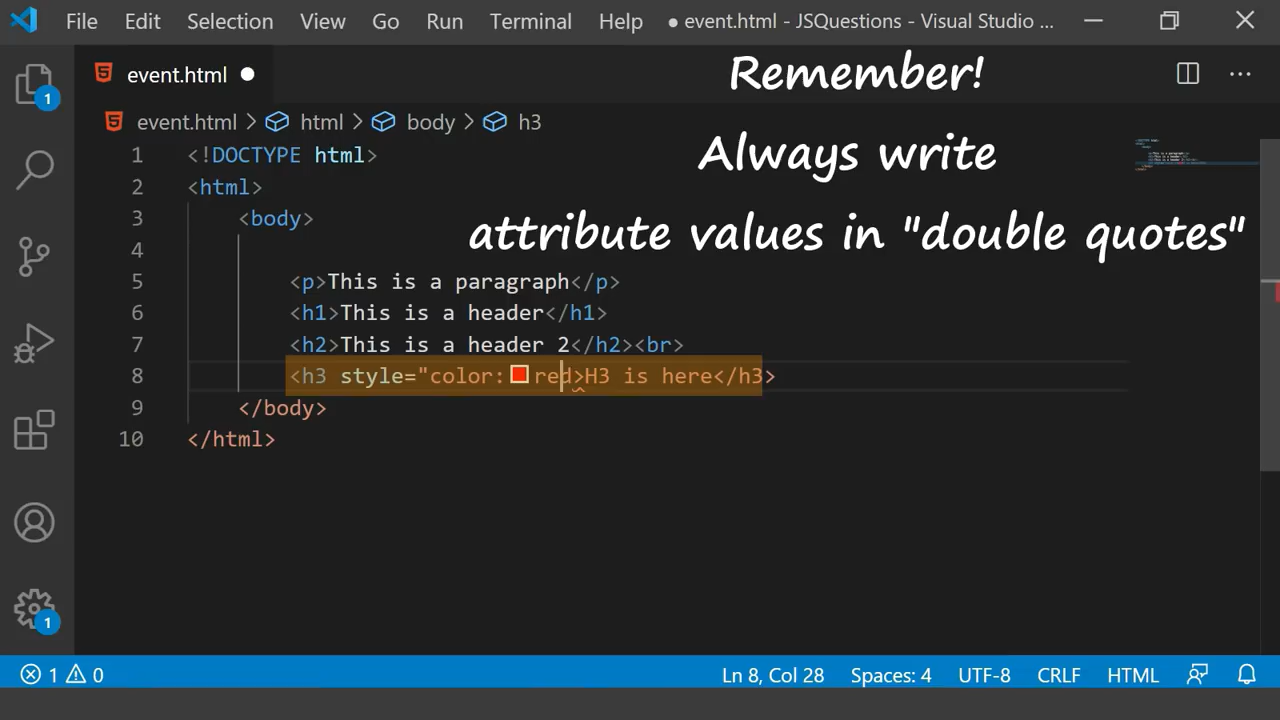 File Edit Selection View Go Run Terminal Help ● event.html - JSQuestions - Visual Studio ...
event.html ●
Remember!
event.html > html > body > h3
Always write
attribute values in "double quotes"
1 <!DOCTYPE html>
2 <html>
3 <body>
4
5 <p>This is a paragraph</p>
6 <h1>This is a header</h1>
7 <h2>This is a header 2</h2><br>
8 <h3 style="color:red>H3 is here</h3>
9 </body>
10 </html>
1
1
1 0 Ln 8, Col 28 Spaces: 4 UTF-8 CRLF HTML